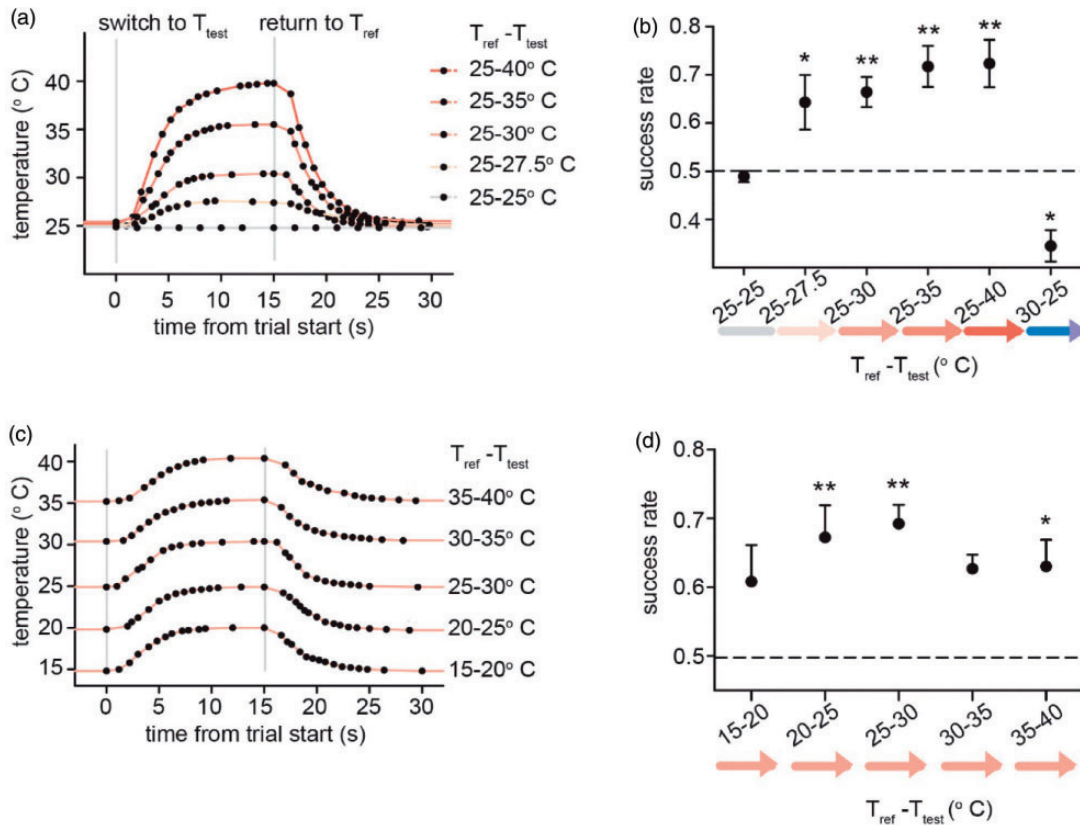 (a)
switch to T_test
return to T_ref
T_ref -T_test
25-40° C
25-35° C
25-30° C
25-27.5° C
25-25° C
temperature (° C)
40
35
30
25
0 5 10 15 20 25 30
time from trial start (s)
(b)
success rate
0.8
0.7
0.6
0.5
0.4
* ** ** ** *
25-25 25-27.5 25-30 25-35 25-40 30-25
T_ref -T_test (° C)
(c)
temperature (° C)
40
35
30
25
20
15
T_ref -T_test
35-40° C
30-35° C
25-30° C
20-25° C
15-20° C
0 5 10 15 20 25 30
time from trial start (s)
(d)
success rate
0.8
0.7
0.6
0.5
** ** *
15-20 20-25 25-30 30-35 35-40
T_ref -T_test (° C)